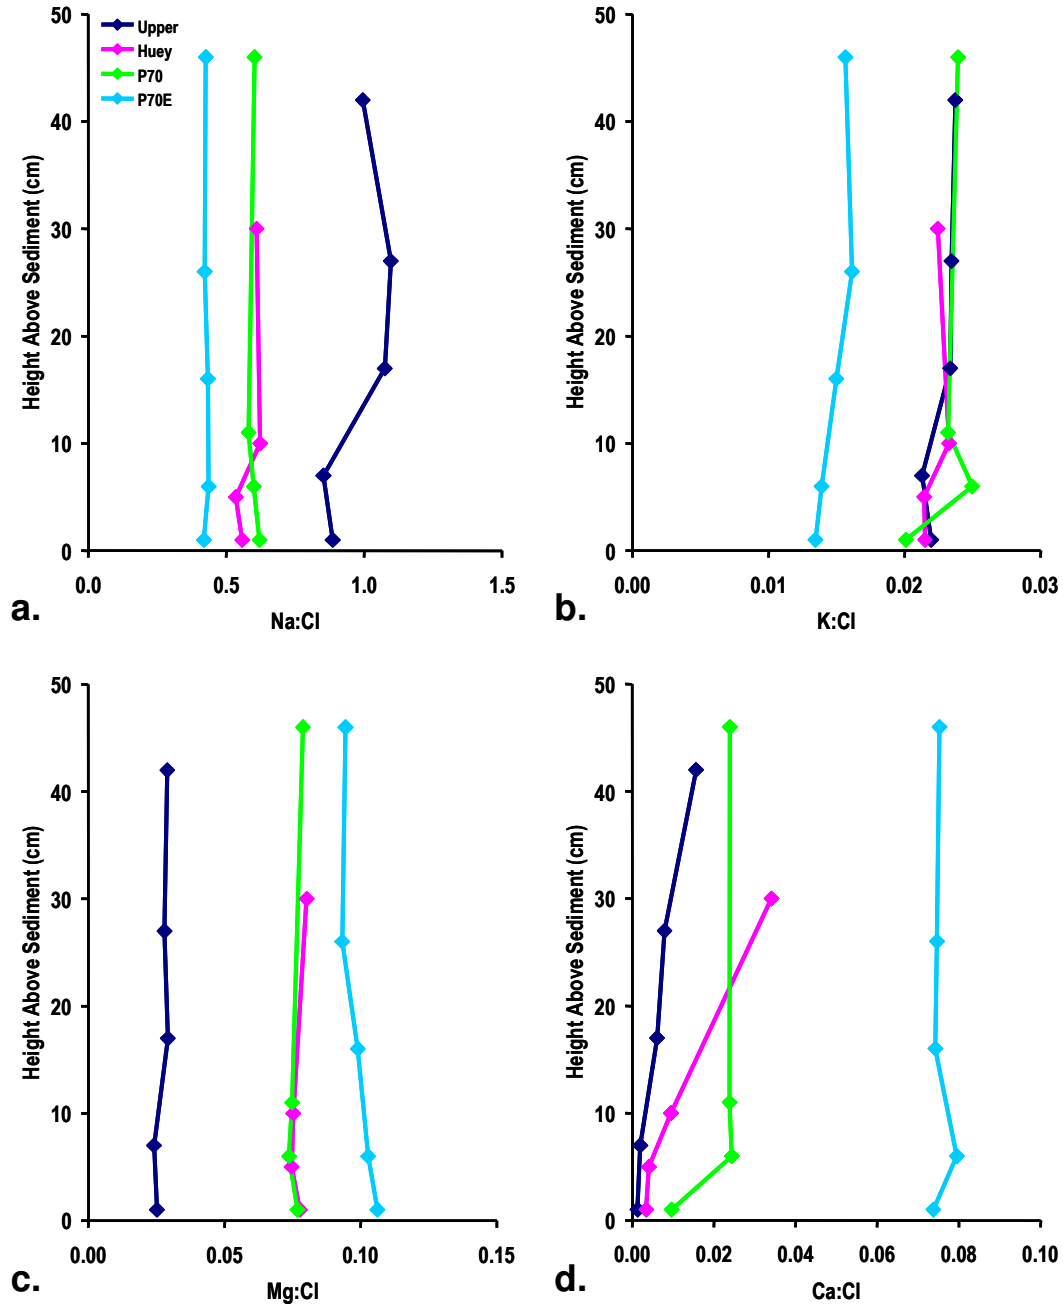 50
40
30
20
10
0
Height Above Sediment (cm)
Upper
Huey
P70
P70E
0.0 0.5 1.0 1.5
Na:Cl
a.
50
40
30
20
10
0
Height Above Sediment (cm)
0.00 0.01 0.02 0.03
K:Cl
b.
50
40
30
20
10
0
Height Above Sediment (cm)
0.00 0.05 0.10 0.15
Mg:Cl
c.
50
40
30
20
10
0
Height Above Sediment (cm)
0.00 0.02 0.04 0.06 0.08 0.10
Ca:Cl
d.